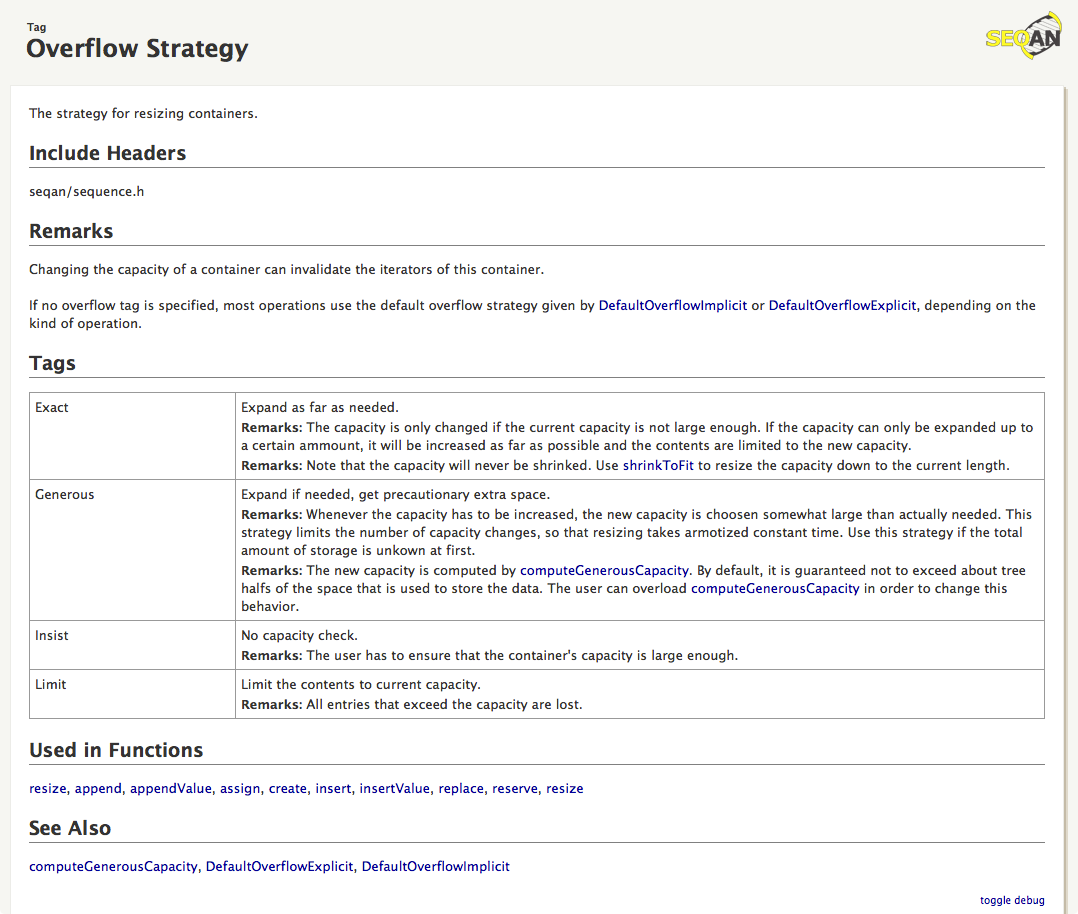 Tag
Overflow Strategy
SEQAN
The strategy for resizing containers.
Include Headers
seqan/sequence.h
Remarks
Changing the capacity of a container can invalidate the iterators of this container.
If no overflow tag is specified, most operations use the default overflow strategy given by DefaultOverflowImplicit or DefaultOverflowExplicit, depending on the
kind of operation.
Tags
Exact
Expand as far as needed.
Remarks: The capacity is only changed if the current capacity is not large enough. If the capacity can only be expanded up to
a certain ammount, it will be increased as far as possible and the contents are limited to the new capacity.
Remarks: Note that the capacity will never be shrinked. Use shrinkToFit to resize the capacity down to the current length.
Generous
Expand if needed, get precautionary extra space.
Remarks: Whenever the capacity has to be increased, the new capacity is choosen somewhat large than actually needed. This
strategy limits the number of capacity changes, so that resizing takes armotized constant time. Use this strategy if the total
amount of storage is unkown at first.
Remarks: The new capacity is computed by computeGenerousCapacity. By default, it is guaranteed not to exceed about tree
halfs of the space that is used to store the data. The user can overload computeGenerousCapacity in order to change this
behavior.
Insist
No capacity check.
Remarks: The user has to ensure that the container's capacity is large enough.
Limit
Limit the contents to current capacity.
Remarks: All entries that exceed the capacity are lost.
Used in Functions
resize, append, appendValue, assign, create, insert, insertValue, replace, reserve, resize
See Also
computeGenerousCapacity, DefaultOverflowExplicit, DefaultOverflowImplicit
toggle debug